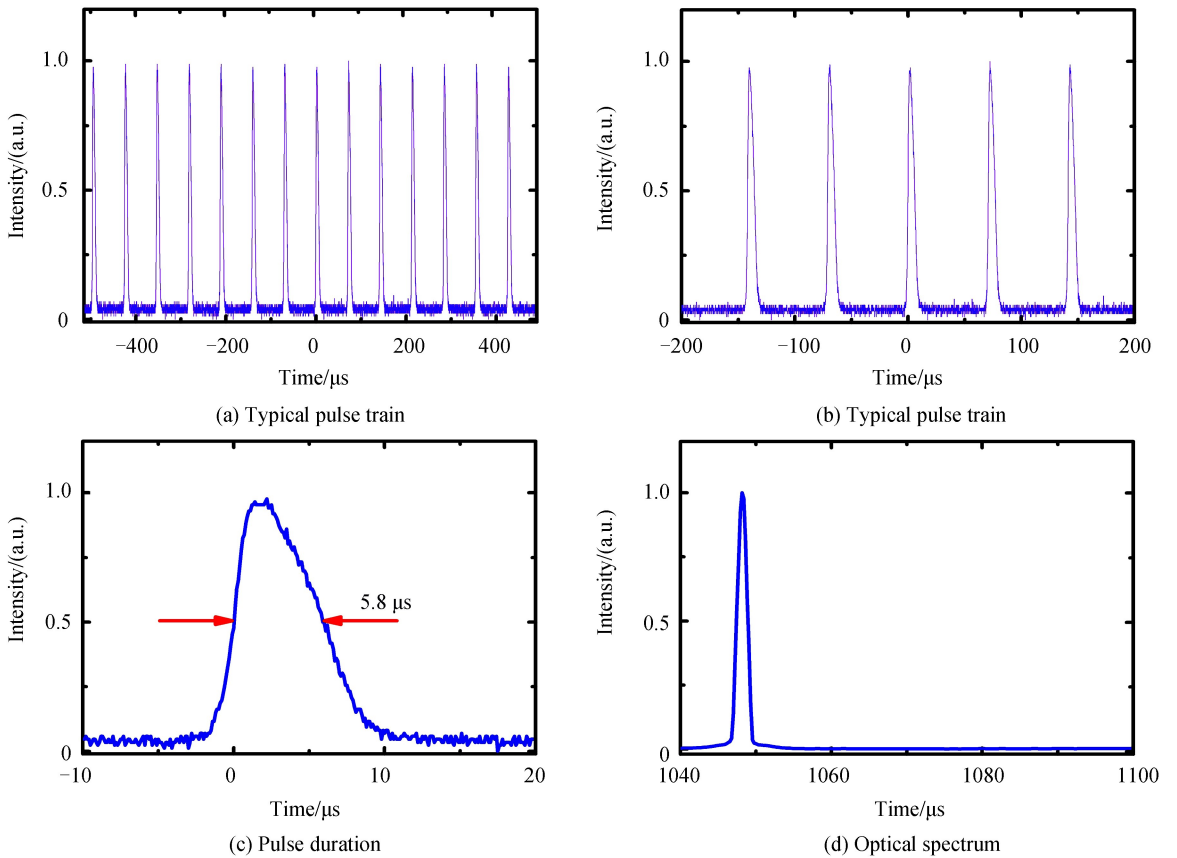 1.0
0.5
0
Intensity/(a.u.)
−400 −200 0 200 400
Time/μs
(a) Typical pulse train
1.0
0.5
0
Intensity/(a.u.)
−200 −100 0 100 200
Time/μs
(b) Typical pulse train
1.0
0.5
0
Intensity/(a.u.)
5.8 μs
−10 0 10 20
Time/μs
(c) Pulse duration
1.0
0.5
0
Intensity/(a.u.)
1040 1060 1080 1100
Time/μs
(d) Optical spectrum